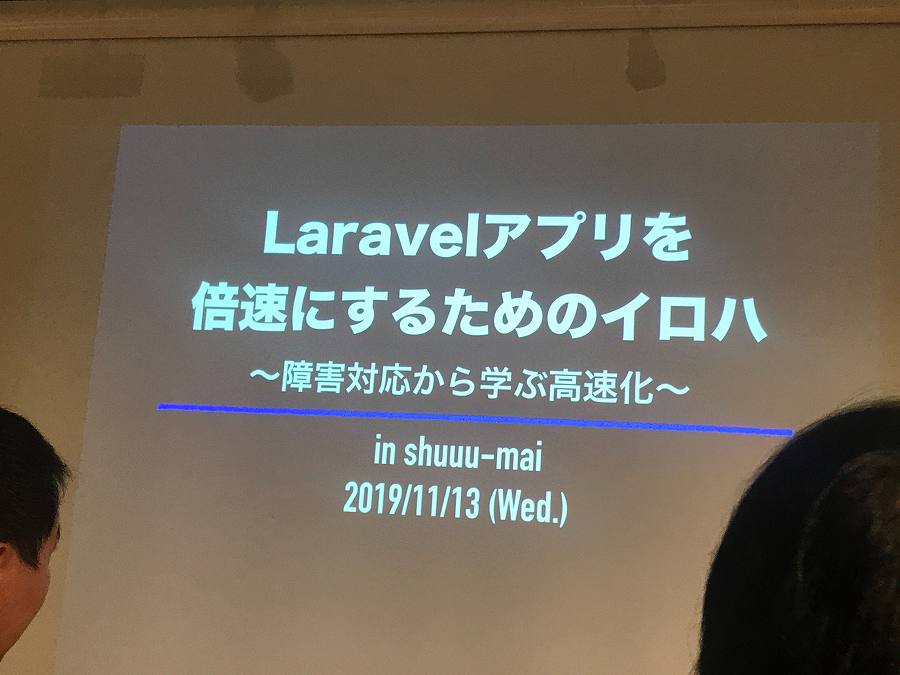 Laravelアプリを
倍速にするためのイロハ
〜障害対応から学ぶ高速化〜
in shuuu-mai
2019/11/13 (Wed.)